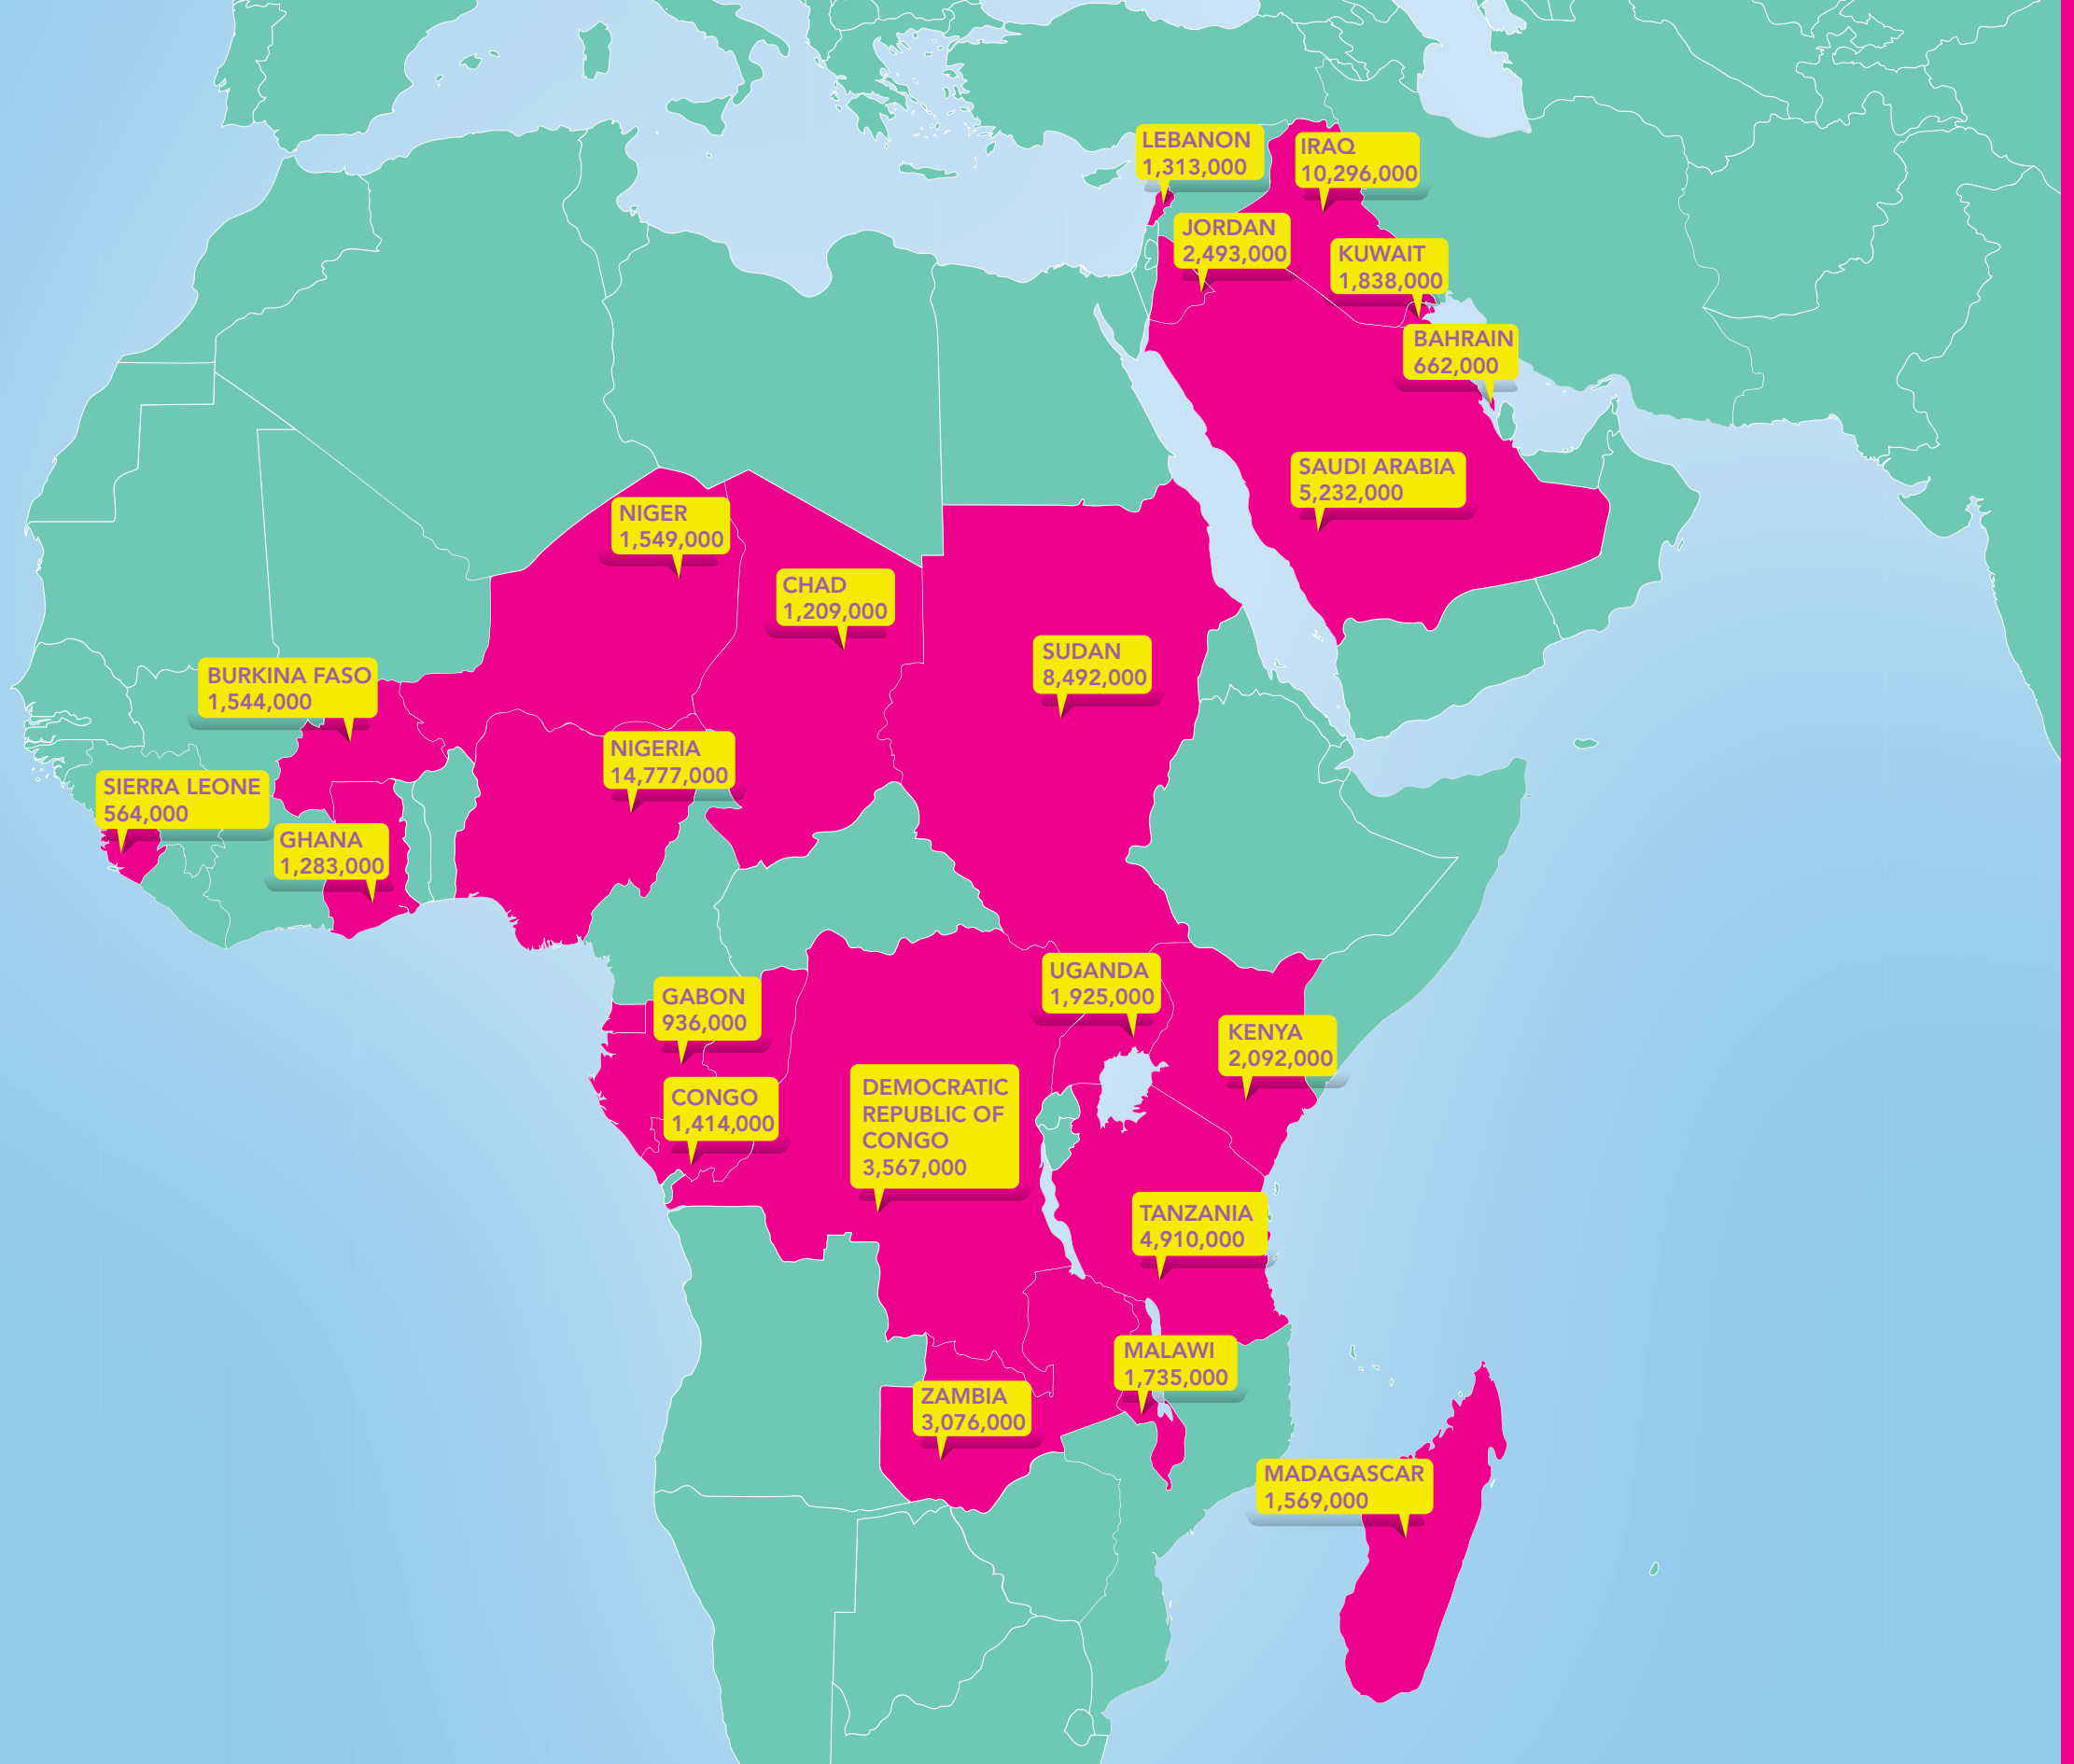 LEBANON
1,313,000
IRAQ
10,296,000
JORDAN
2,493,000
KUWAIT
1,838,000
BAHRAIN
662,000
SAUDI ARABIA
5,232,000
NIGER
1,549,000
CHAD
1,209,000
SUDAN
8,492,000
BURKINA FASO
1,544,000
NIGERIA
14,777,000
SIERRA LEONE
564,000
GHANA
1,283,000
UGANDA
1,925,000
GABON
936,000
KENYA
2,092,000
CONGO
1,414,000
DEMOCRATIC
REPUBLIC OF
CONGO
3,567,000
TANZANIA
4,910,000
MALAWI
1,735,000
ZAMBIA
3,076,000
MADAGASCAR
1,569,000